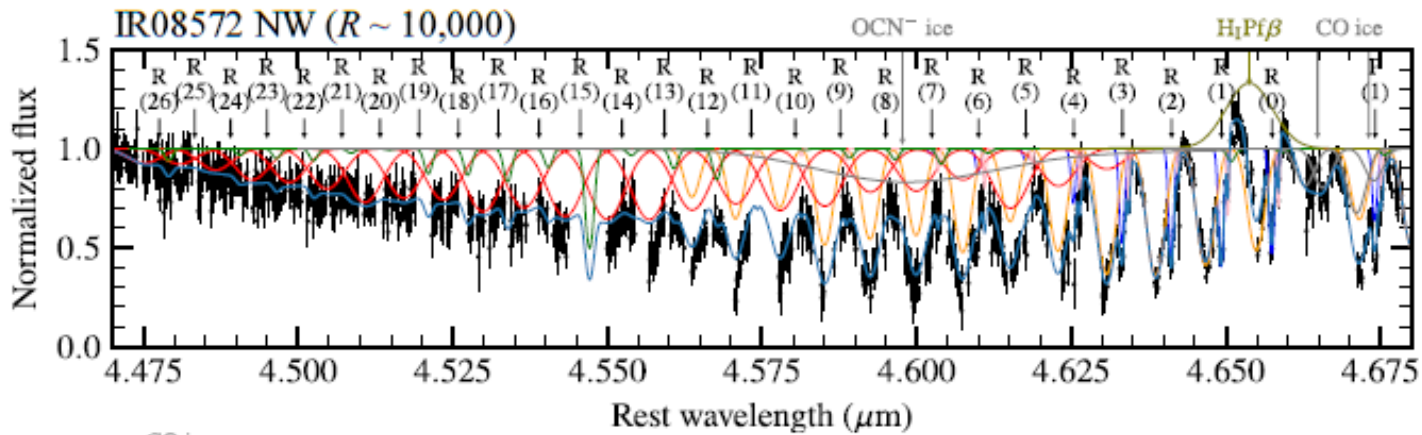 IR08572 NW (R ~ 10,000)
OCN⁻ ice
H_I Pfβ
CO ice
R (26)
R (25)
R (24)
R (23)
R (22)
R (21)
R (20)
R (19)
R (18)
R (17)
R (16)
R (15)
R (14)
R (13)
R (12)
R (11)
R (10)
R (9)
R (8)
R (7)
R (6)
R (5)
R (4)
R (3)
R (2)
R (1)
R (0)
(1)
1.5
1.0
0.5
0.0
Normalized flux
4.475 4.500 4.525 4.550 4.575 4.600 4.625 4.650 4.675
Rest wavelength (μm)